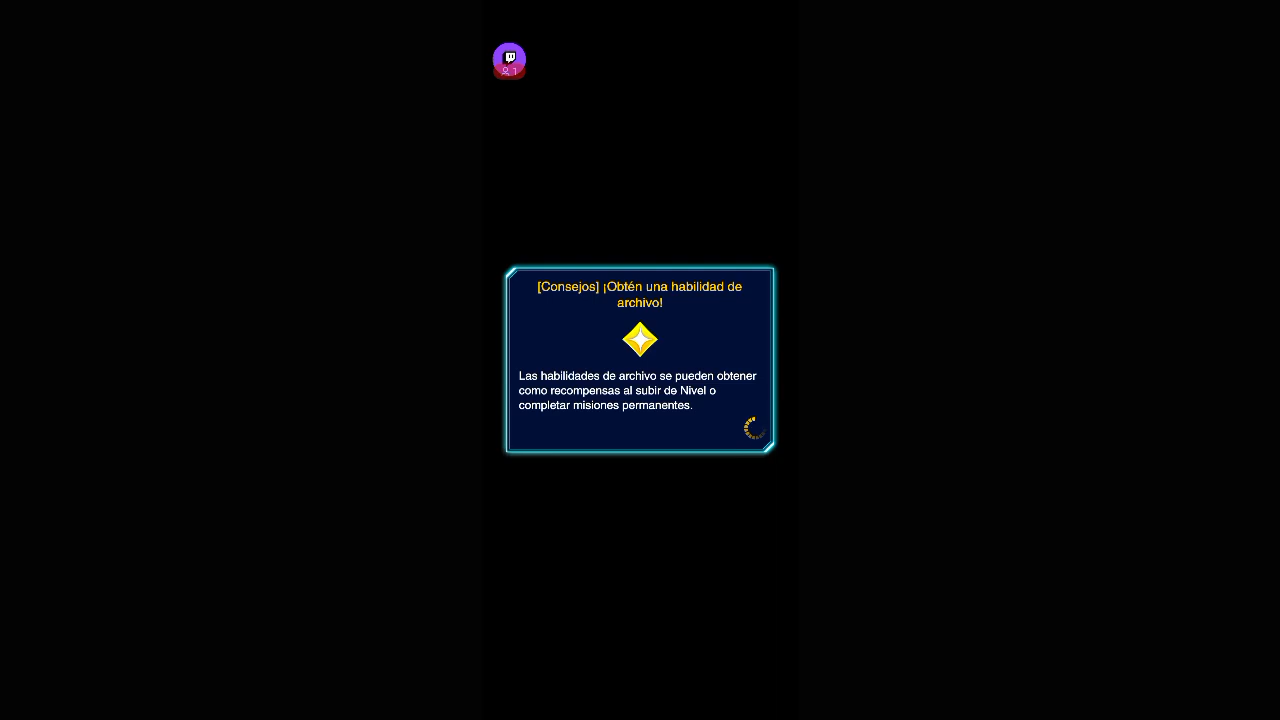 1
[Consejos] ¡Obtén una habilidad de
archivo!
Las habilidades de archivo se pueden obtener
como recompensas al subir de Nivel o
completar misiones permanentes.